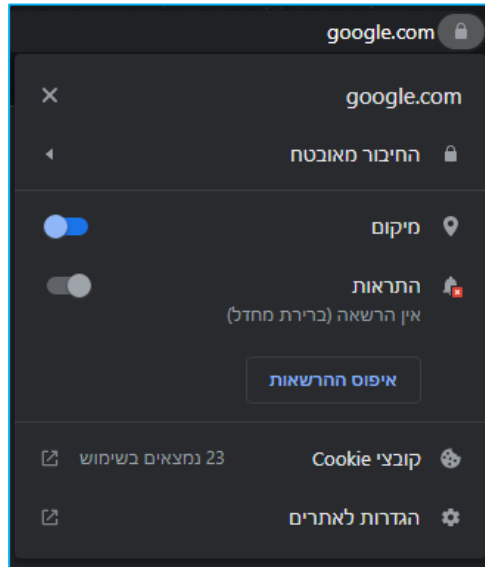 google.com
google.com
החיבור מאובטח
מיקום
התראות
אין הרשאה (ברירת מחדל)
איפוס ההרשאות
קובצי Cookie 23 נמצאים בשימוש
הגדרות לאתרים